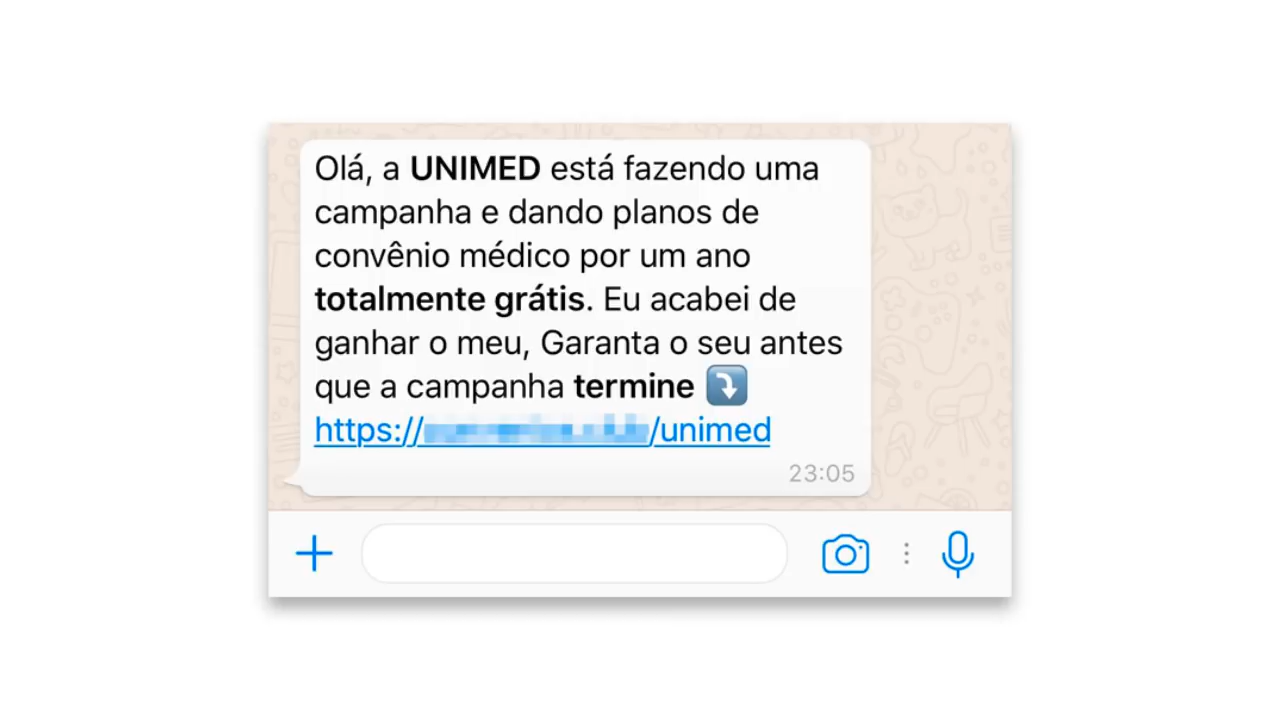 Olá, a UNIMED está fazendo uma
campanha e dando planos de
convênio médico por um ano
totalmente grátis. Eu acabei de
ganhar o meu, Garanta o seu antes
que a campanha termine ⤵️
https:///unimed
23:05